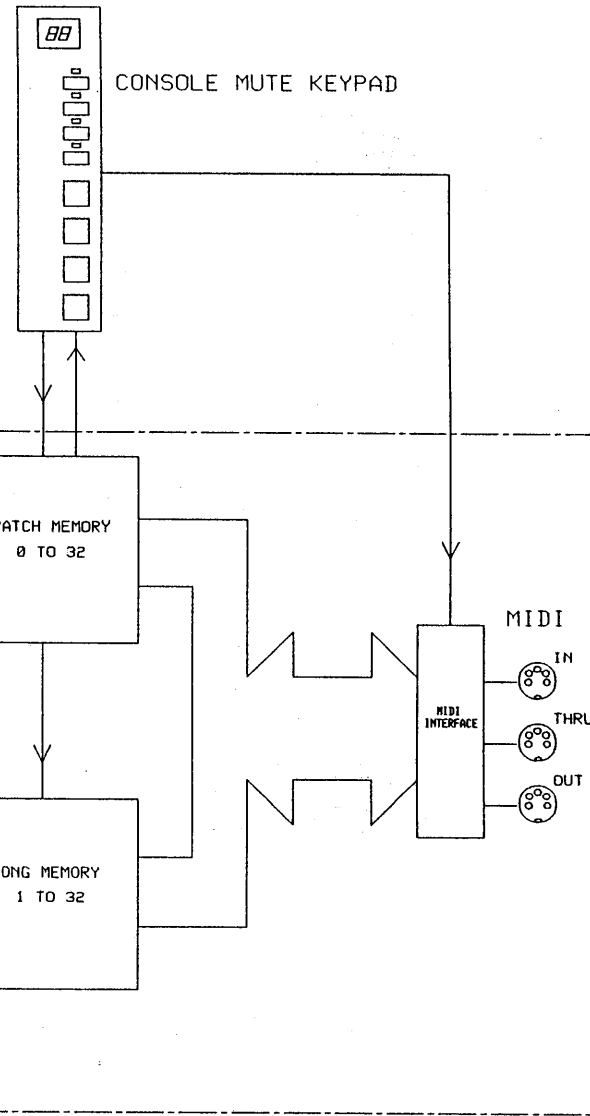 88
CONSOLE MUTE KEYPAD
ATCH MEMORY
0 TO 32
MIDI
IN
MIDI
INTERFACE
THRU
OUT
ONG MEMORY
1 TO 32